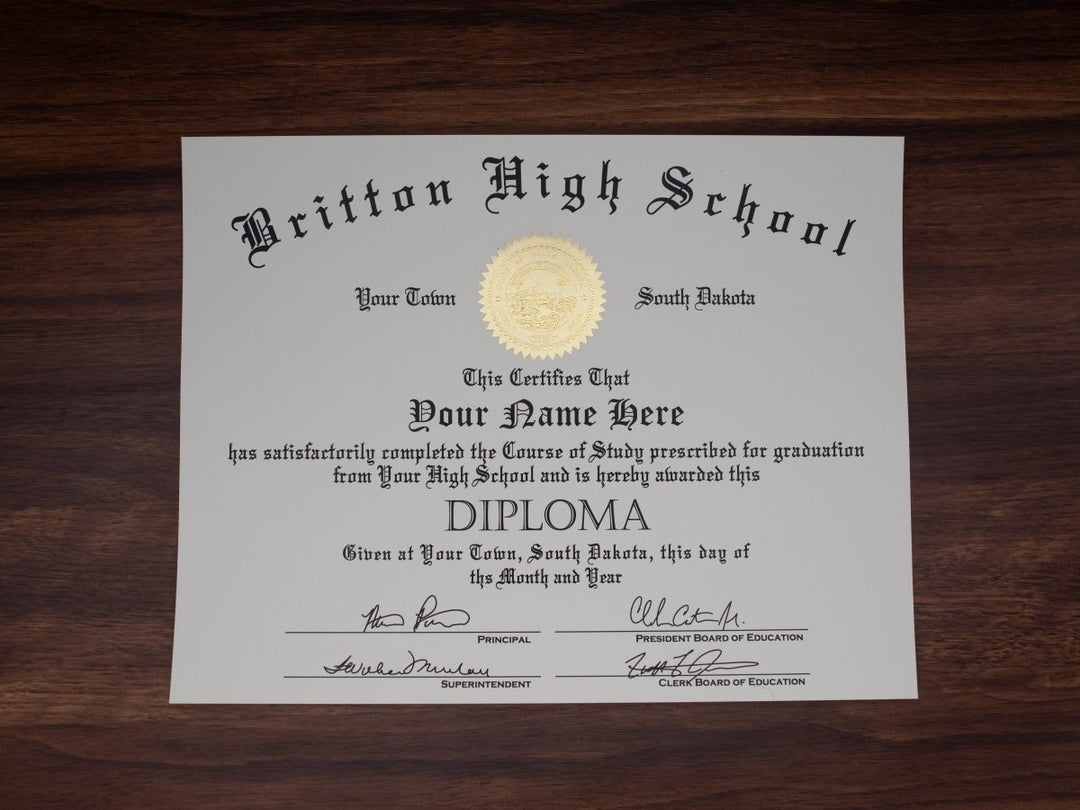 Britton High School
Your Town South Dakota
This Certifies That
Your Name Here
has satisfactorily completed the Course of Study prescribed for graduation
from Your High School and is hereby awarded this
DIPLOMA
Given at Your Town, South Dakota, this day of
ths Month and Year
PRINCIPAL PRESIDENT BOARD OF EDUCATION
SUPERINTENDENT CLERK BOARD OF EDUCATION